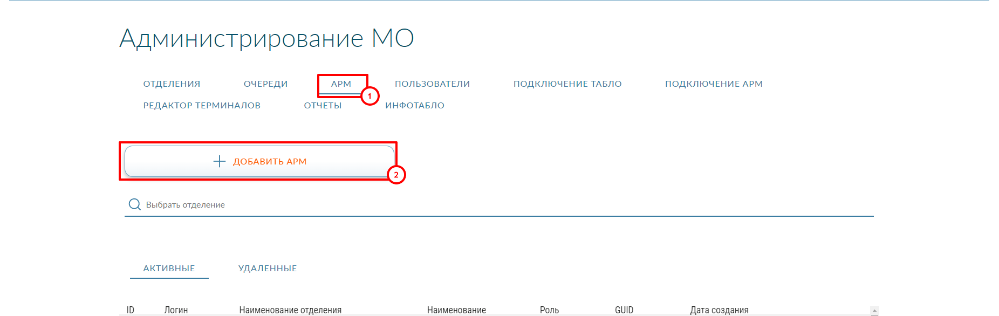 Администрирование МО
ОТДЕЛЕНИЯ ОЧЕРЕДИ АРМ ПОЛЬЗОВАТЕЛИ ПОДКЛЮЧЕНИЕ ТАБЛО ПОДКЛЮЧЕНИЕ АРМ
1
РЕДАКТОР ТЕРМИНАЛОВ ОТЧЕТЫ ИНФОТАБЛО
ДОБАВИТЬ АРМ
2
Выбрать отделение
АКТИВНЫЕ УДАЛЕННЫЕ
ID Логин Наименование отделения Наименование Роль GUID Дата создания